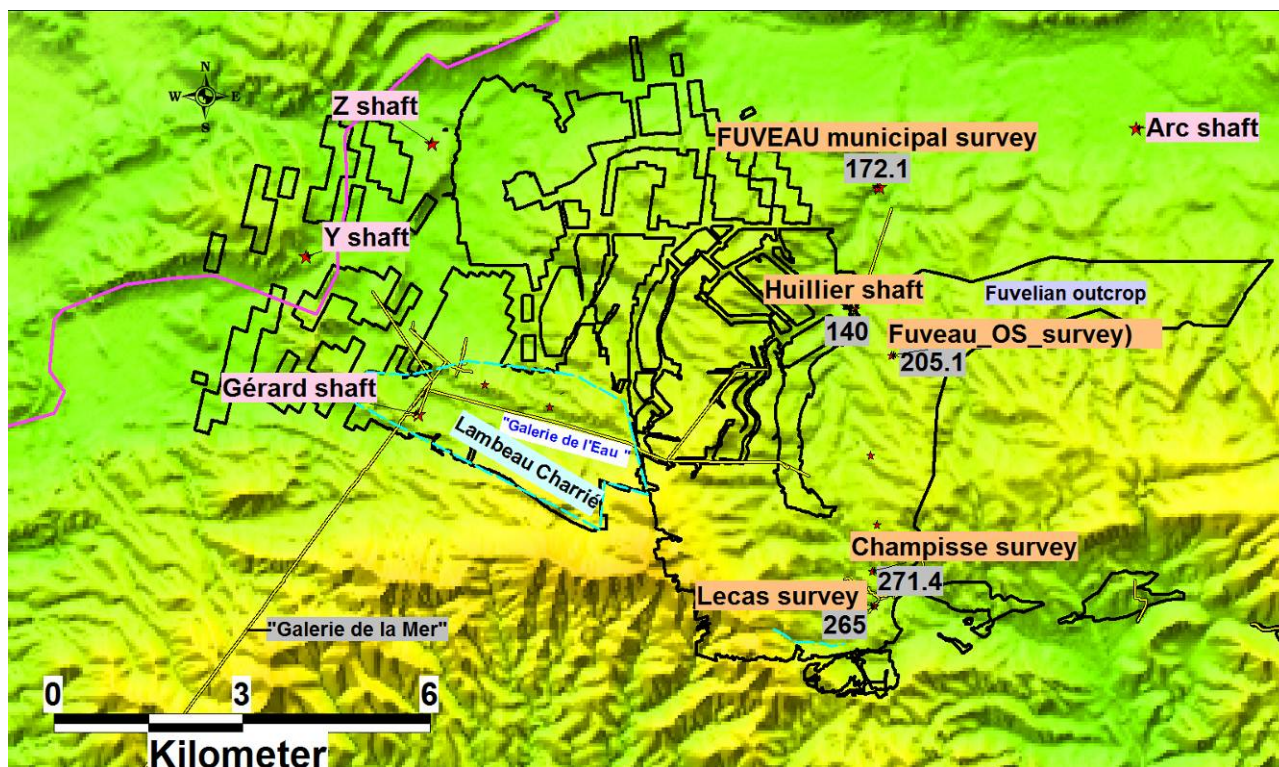 N
W E
S
Z shaft
Arc shaft
FUVEAU municipal survey
172.1
Y shaft
Huillier shaft
Fuvelian outcrop
140
Fuveau_OS_survey)
205.1
Gérard shaft
"Galerie de l'Eau "
Lambeau Charrié
Champisse survey
271.4
Lecas survey
265
"Galerie de la Mer"
0 3 6
Kilometer